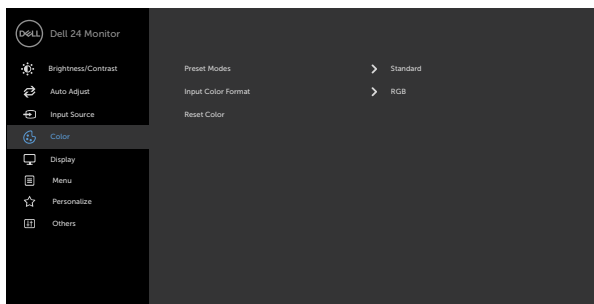 DELL Dell 24 Monitor
Brightness/Contrast
Auto Adjust
Input Source
Color
Display
Menu
Personalize
Others
Preset Modes Standard
Input Color Format RGB
Reset Color